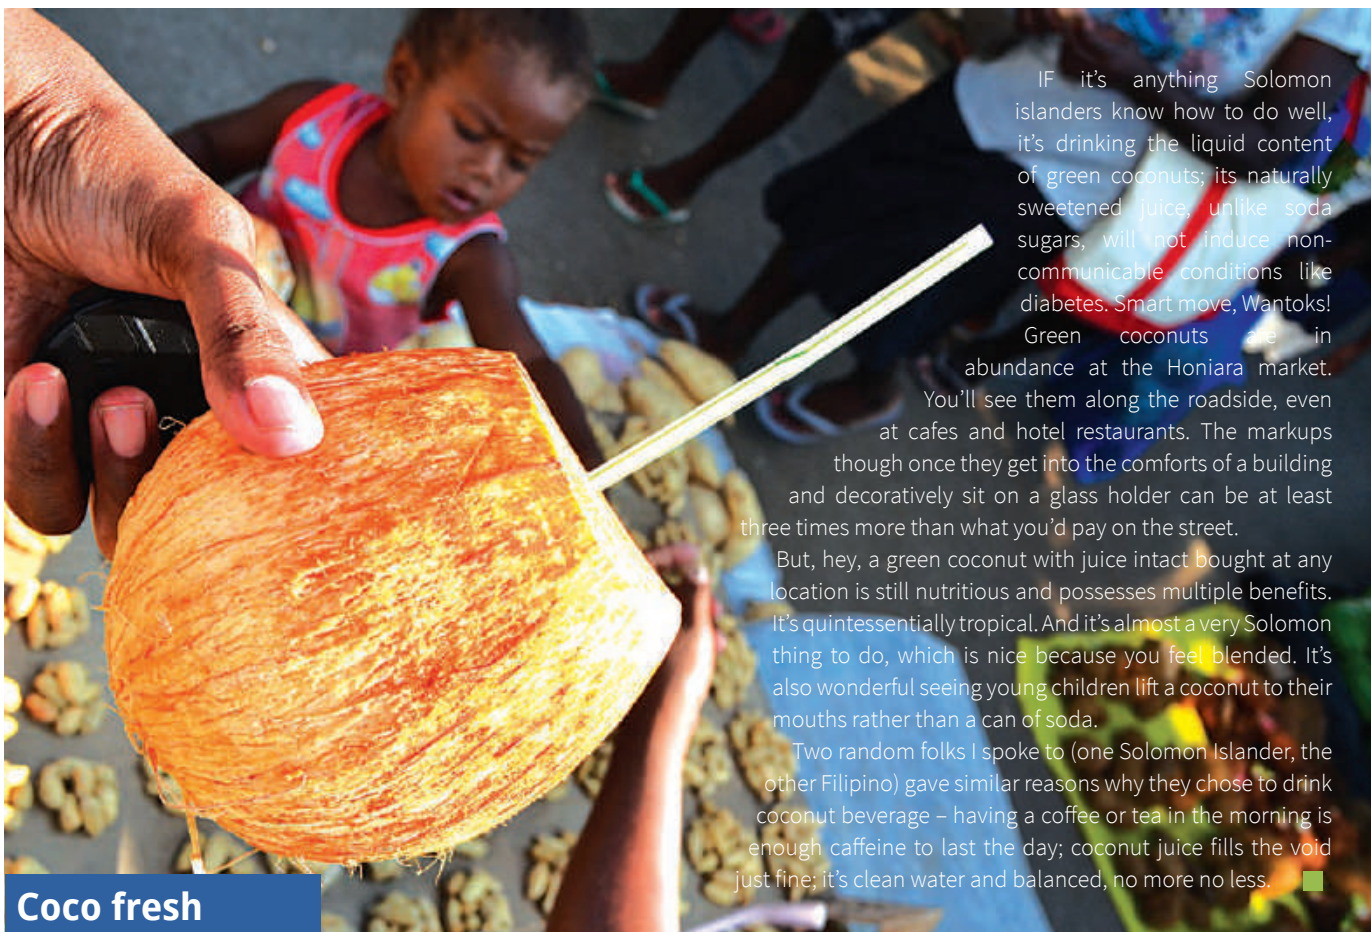 IF it’s anything Solomon
islanders know how to do well,
it’s drinking the liquid content
of green coconuts; its naturally
sweetened juice, unlike soda
sugars, will not induce non-
communicable conditions like
diabetes. Smart move, Wantoks!
Green coconuts are in
abundance at the Honiara market.
You’ll see them along the roadside, even
at cafes and hotel restaurants. The markups
though once they get into the comforts of a building
and decoratively sit on a glass holder can be at least
three times more than what you’d pay on the street.
But, hey, a green coconut with juice intact bought at any
location is still nutritious and possesses multiple benefits.
It’s quintessentially tropical. And it’s almost a very Solomon
thing to do, which is nice because you feel blended. It’s
also wonderful seeing young children lift a coconut to their
mouths rather than a can of soda.
Two random folks I spoke to (one Solomon Islander, the
other Filipino) gave similar reasons why they chose to drink
coconut beverage – having a coffee or tea in the morning is
enough caffeine to last the day; coconut juice fills the void
just fine; it’s clean water and balanced, no more no less.
Coco fresh